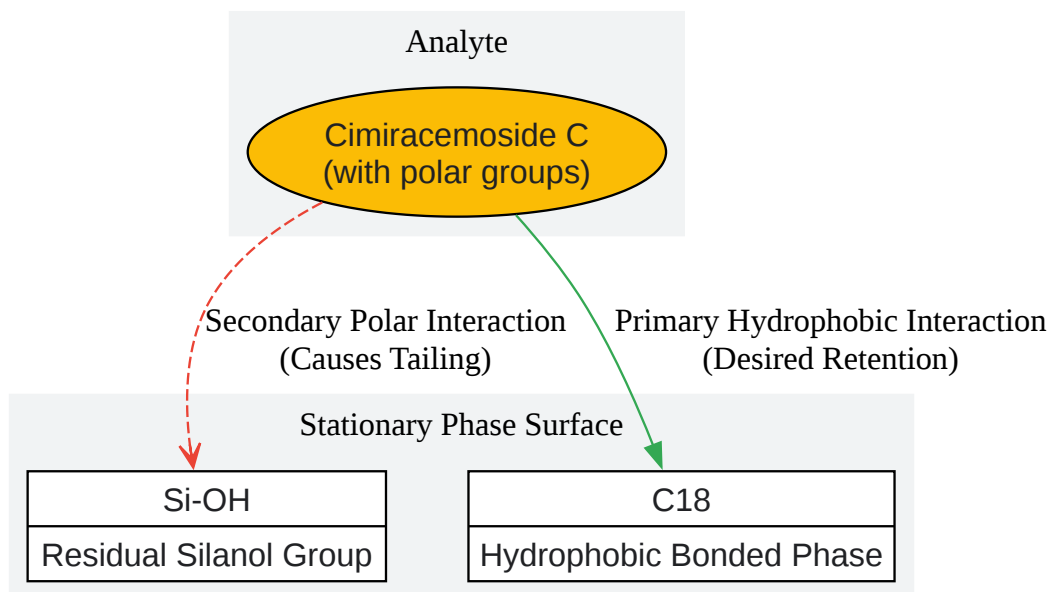 Analyte
Cimiracemoside C
(with polar groups)
Secondary Polar Interaction
(Causes Tailing)
Primary Hydrophobic Interaction
(Desired Retention)
Stationary Phase Surface
Si-OH
Residual Silanol Group
C18
Hydrophobic Bonded Phase